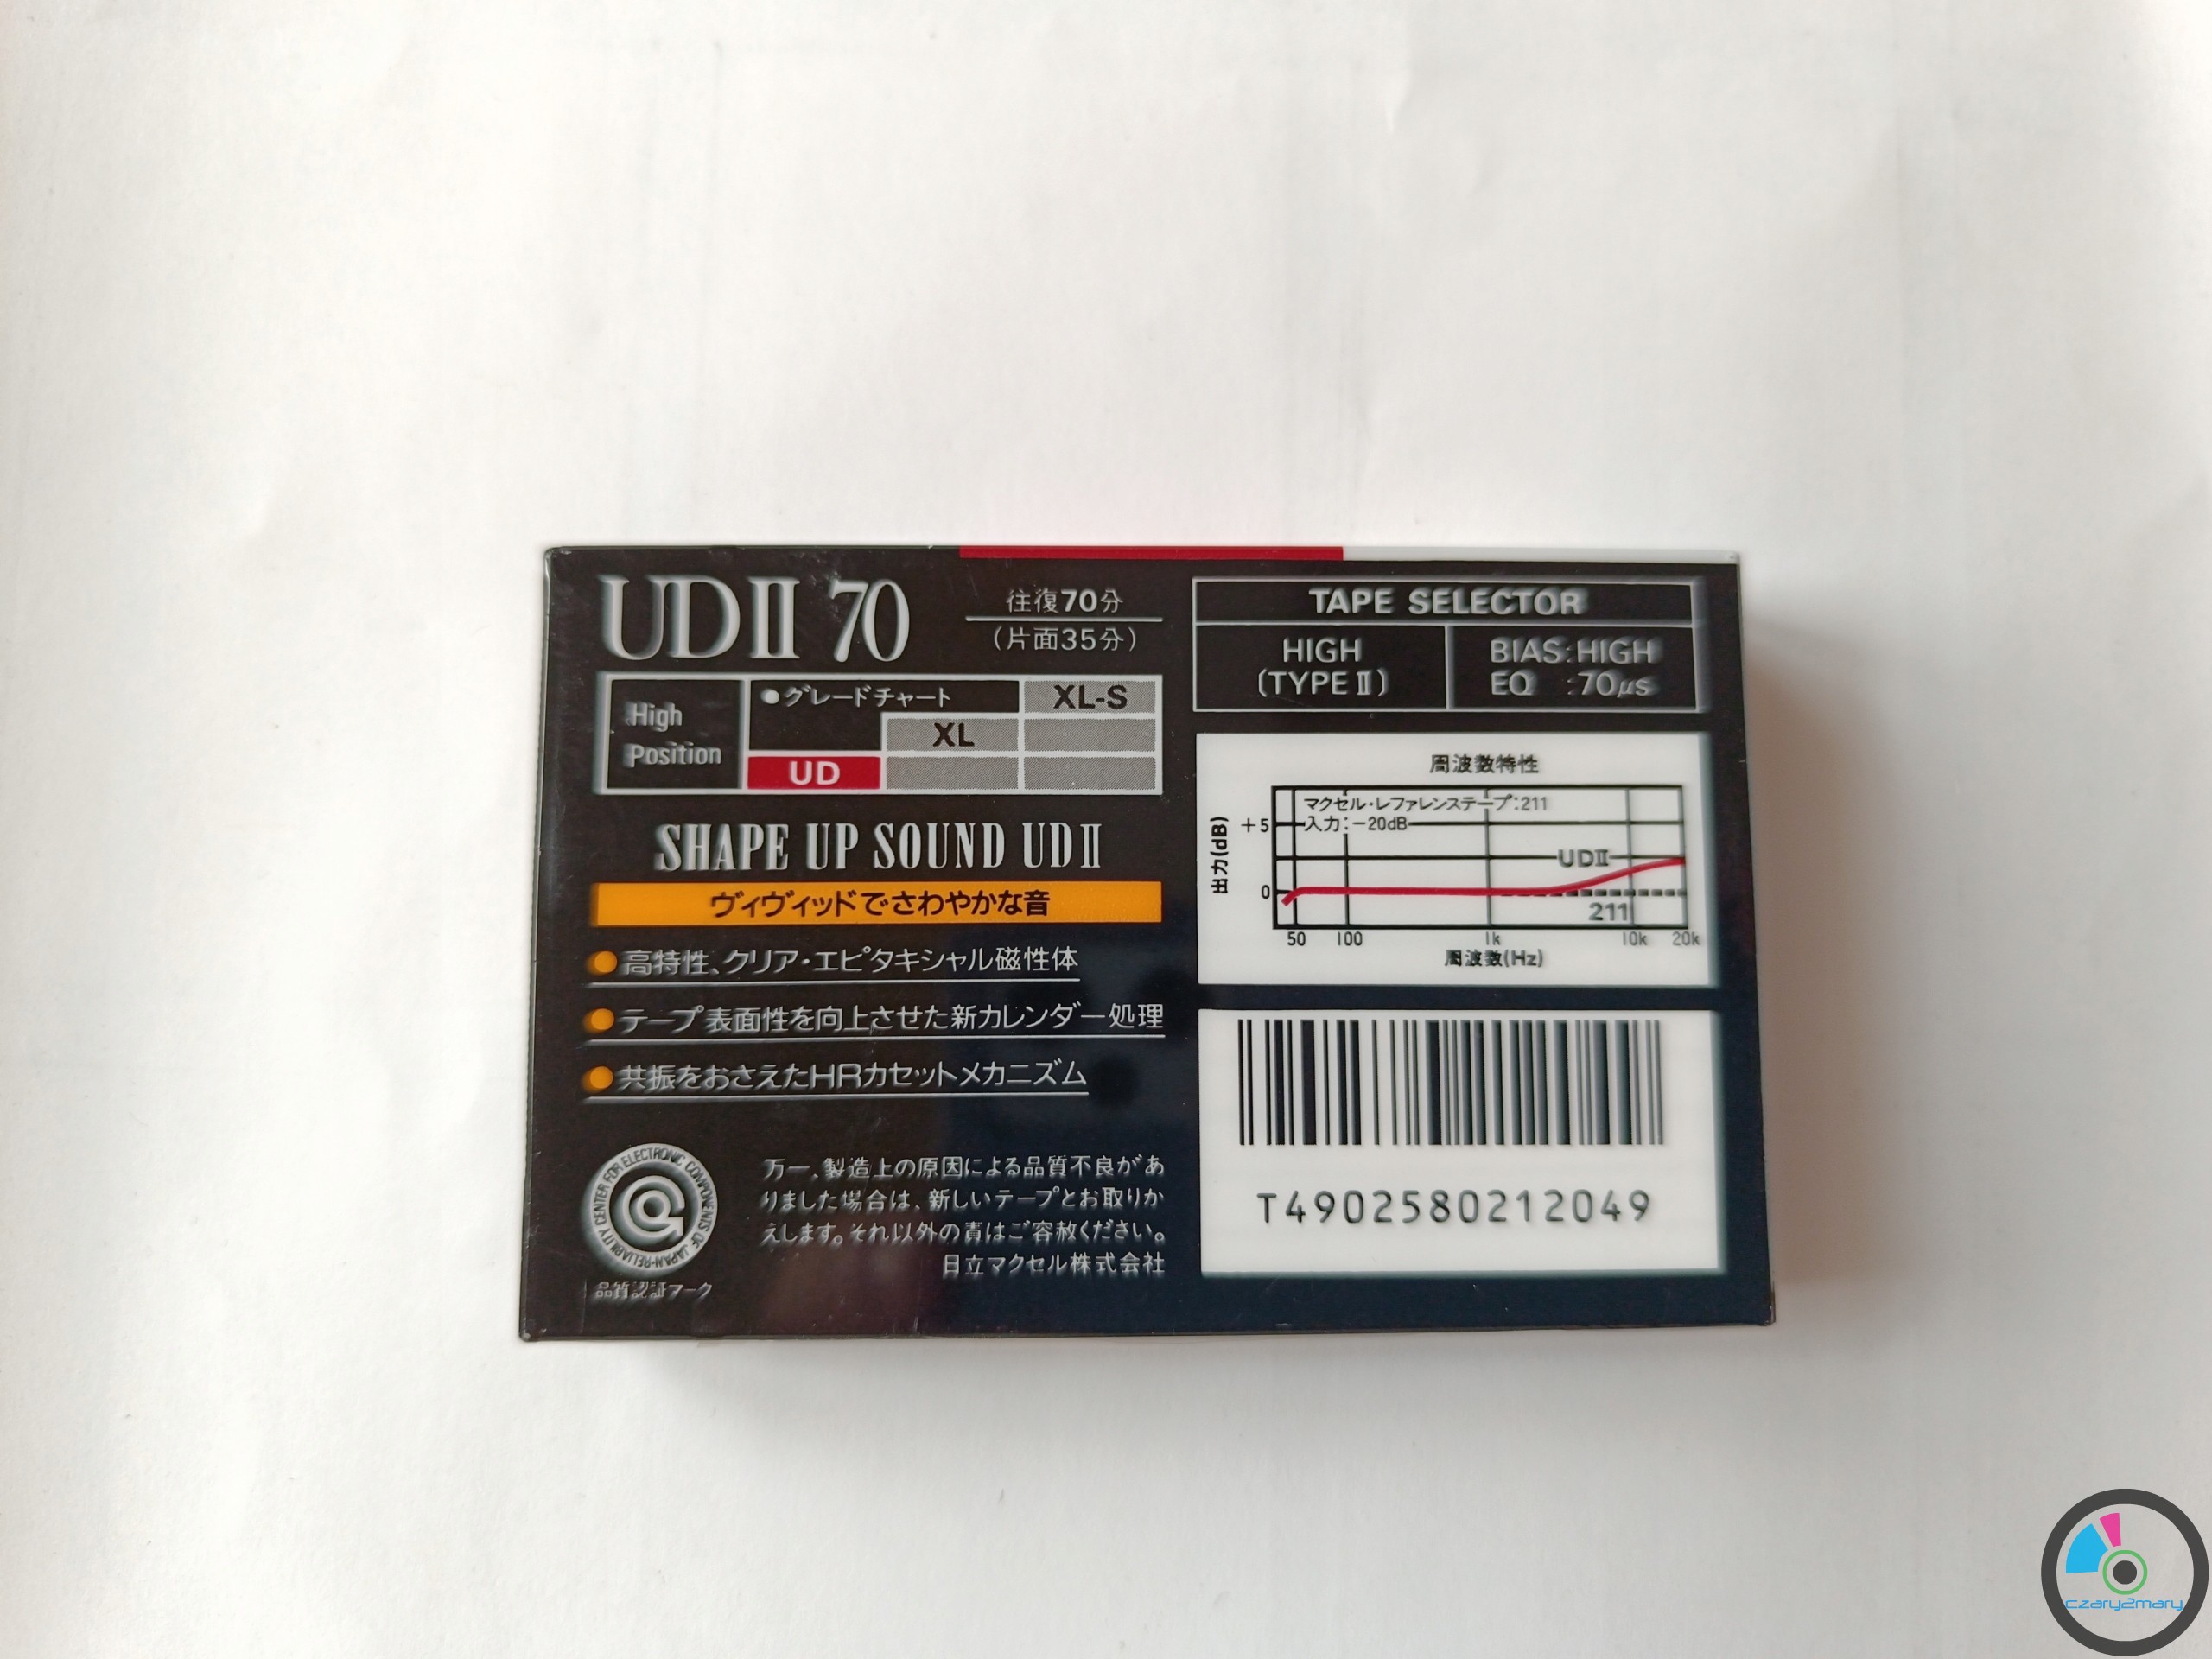 UDⅡ 70
往復70分
(片面35分)
High
Position
●グレードチャート
XL-S
XL
UD
SHAPE UP SOUND UDⅡ
ヴィヴィッドでさわやかな音
●高特性、クリア・エピタキシャル磁性体
●テープ表面性を向上させた新カレンダー処理
●共振をおさえたHRカセットメカニズム
RELIABILITY CENTER FOR ELECTRONIC COMPONENTS OF JAPAN
品質認証マーク
万一、製造上の原因による品質不良があ
りました場合は、新しいテープとお取りか
えします。それ以外の責はご容赦ください。
日立マクセル株式会社
TAPE SELECTOR
HIGH
(TYPEⅡ)
BIAS:HIGH
EQ :70μs
周波数特性
マクセル・レファレンステープ:211
入力:-20dB
出力(dB)
+5
0
UDⅡ
211
50 100 1k 10k 20k
周波数(Hz)
T4902580212049
czary2mary